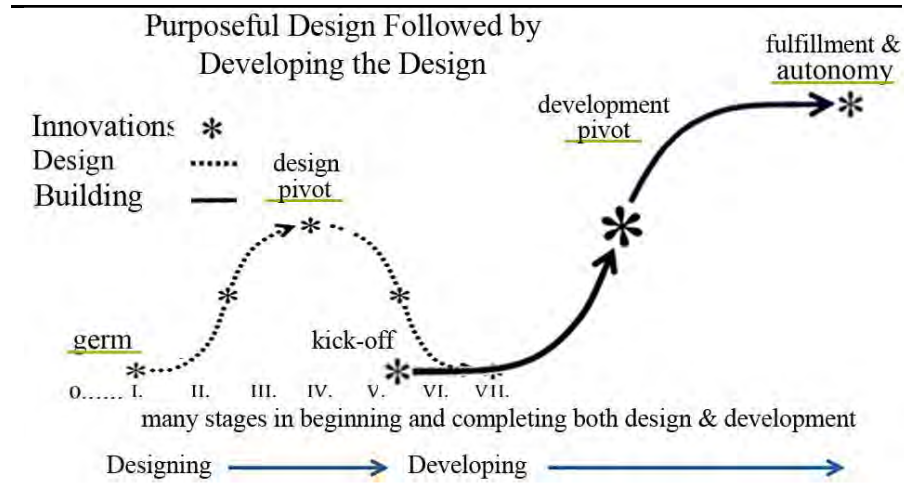 Purposeful Design Followed by
Developing the Design
fulfillment &
autonomy
development
pivot
Innovations *
Design
Building
design
pivot
germ
kick-off
o...... I. II. III. IV. V. VI. VII.
many stages in beginning and completing both design & development
Designing
Developing